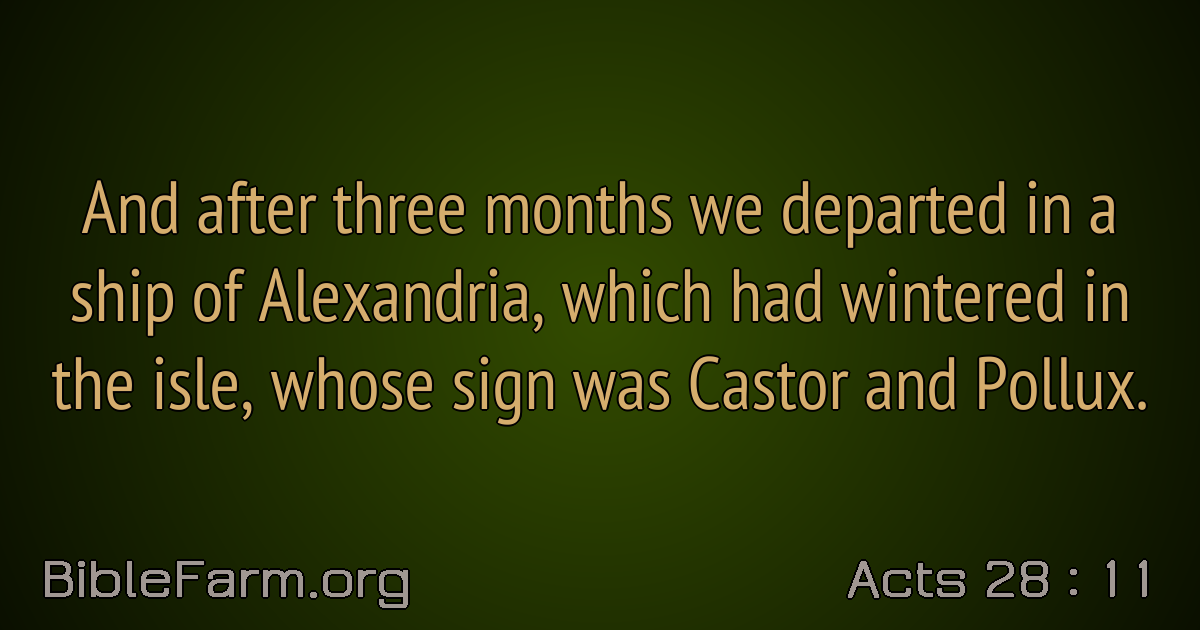 And after three months we departed in a
ship of Alexandria, which had wintered in
the isle, whose sign was Castor and Pollux.
BibleFarm.org
Acts 28 : 11